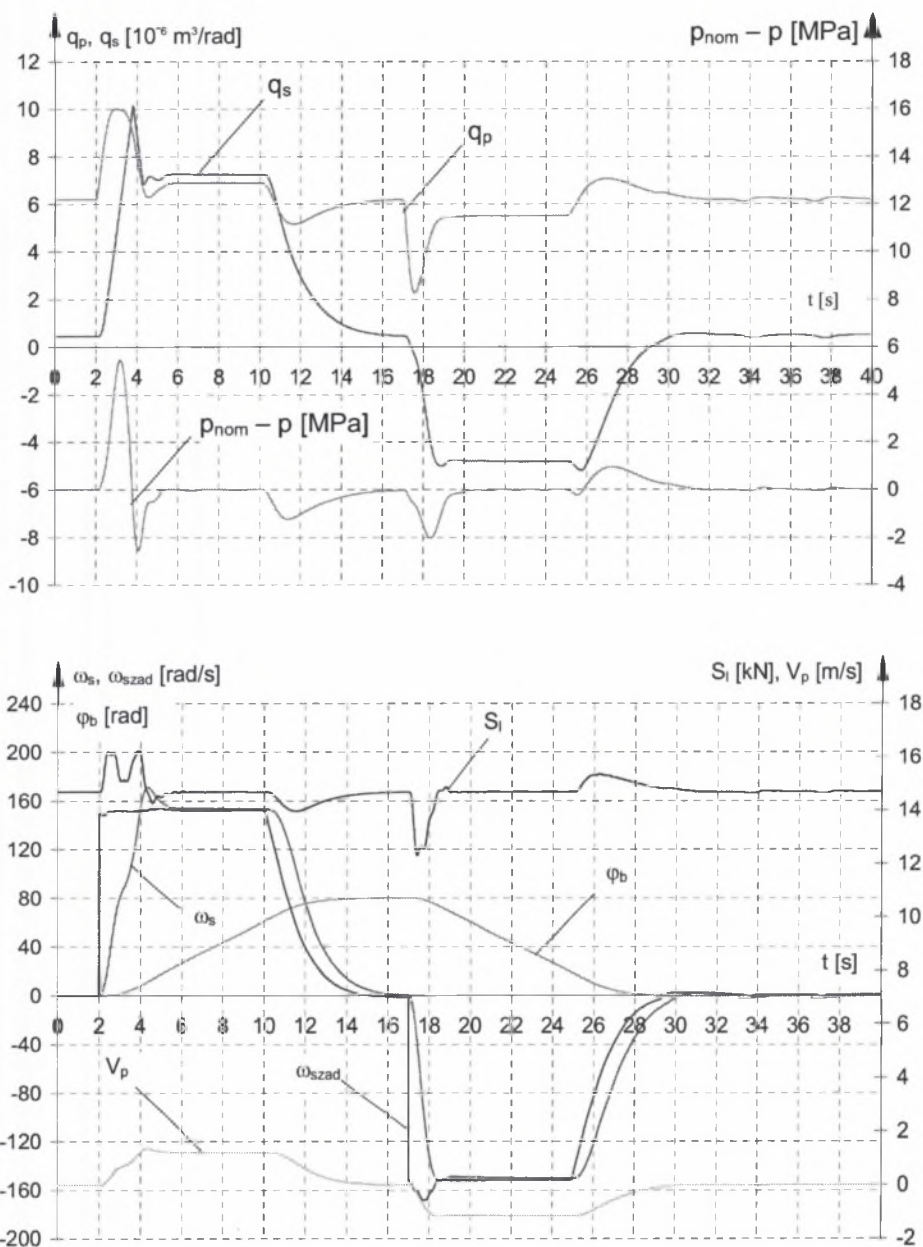 qp, qs [10⁻⁶ m³/rad]
pnom – p [MPa]
12
10
8
6
4
2
0
-2
-4
-6
-8
-10
18
16
14
12
10
8
6
4
2
0
-2
-4
qs
qp
t [s]
0 2 4 6 8 10 12 14 16 18 20 22 24 26 28 30 32 34 36 38 40
pnom – p [MPa]
ωs, ωszad [rad/s]
φb [rad]
Sl [kN], Vp [m/s]
240
200
160
120
80
40
0
-40
-80
-120
-160
-200
18
16
14
12
10
8
6
4
2
0
-2
Sl
φb
ωs
t [s]
0 2 4 6 8 10 12 14 16 18 20 22 24 26 28 30 32 34 36 38
Vp
ωszad